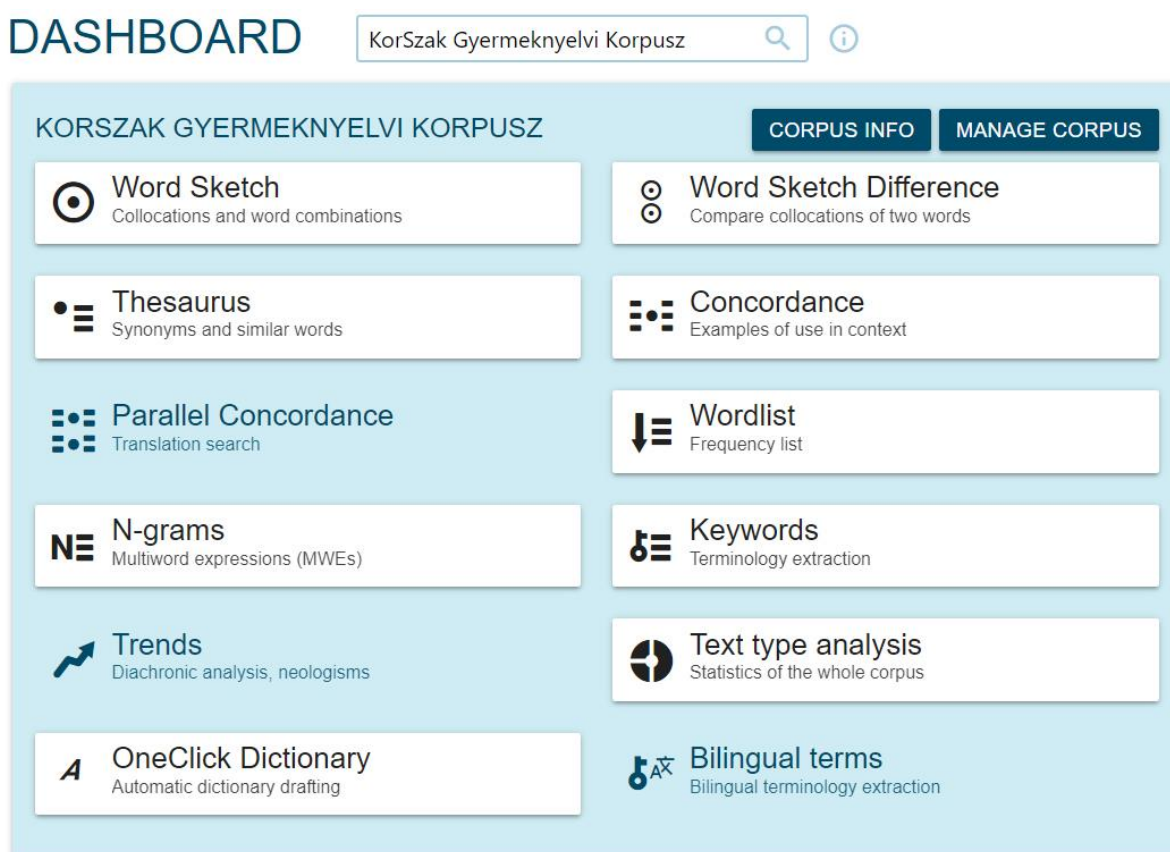 DASHBOARD
KorSzak Gyermeknyelvi Korpusz
KORSZAK GYERMEKNYELVI KORPUSZ
CORPUS INFO
MANAGE CORPUS
Word Sketch
Collocations and word combinations
Word Sketch Difference
Compare collocations of two words
Thesaurus
Synonyms and similar words
Concordance
Examples of use in context
Parallel Concordance
Translation search
Wordlist
Frequency list
N-grams
Multiword expressions (MWEs)
Keywords
Terminology extraction
Trends
Diachronic analysis, neologisms
Text type analysis
Statistics of the whole corpus
OneClick Dictionary
Automatic dictionary drafting
Bilingual terms
Bilingual terminology extraction